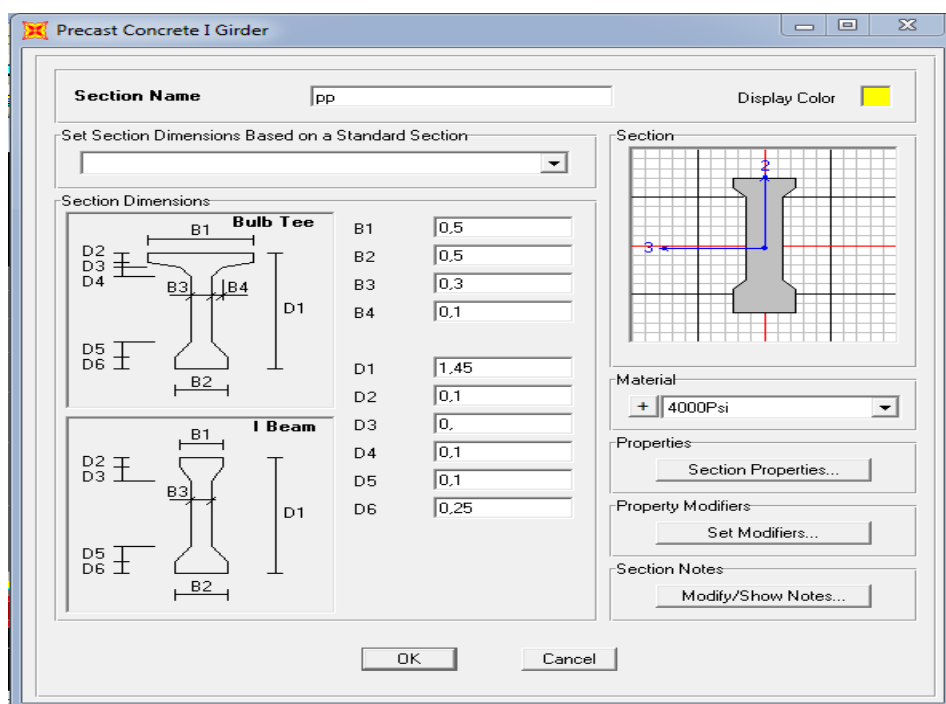 Precast Concrete I Girder
Section Name pp Display Color
Set Section Dimensions Based on a Standard Section
Section
2
3
Section Dimensions
Bulb Tee
B1
D2
D3
D4
B3 B4
D1
D5
D6
B2
I Beam
B1
D2
D3
B3
D1
D5
D6
B2
B1 0,5
B2 0,5
B3 0,3
B4 0,1
D1 1,45
D2 0,1
D3 0,
D4 0,1
D5 0,1
D6 0,25
Material
+ 4000Psi
Properties
Section Properties...
Property Modifiers
Set Modifiers...
Section Notes
Modify/Show Notes...
OK Cancel